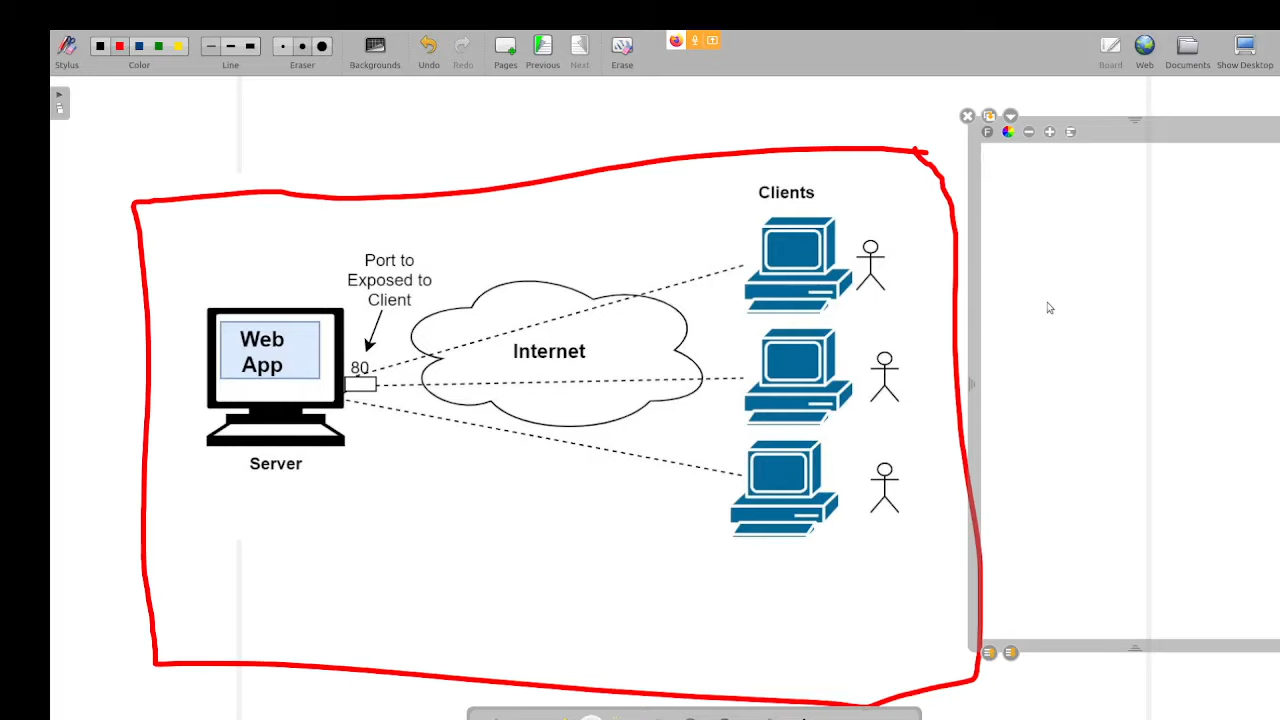 Stylus
Color
Line
Eraser
Backgrounds
Undo
Redo
Pages
Previous
Next
Erase
Board
Web
Documents
Show Desktop
F
Clients
Port to
Exposed to
Client
Web
App
80
Internet
Server